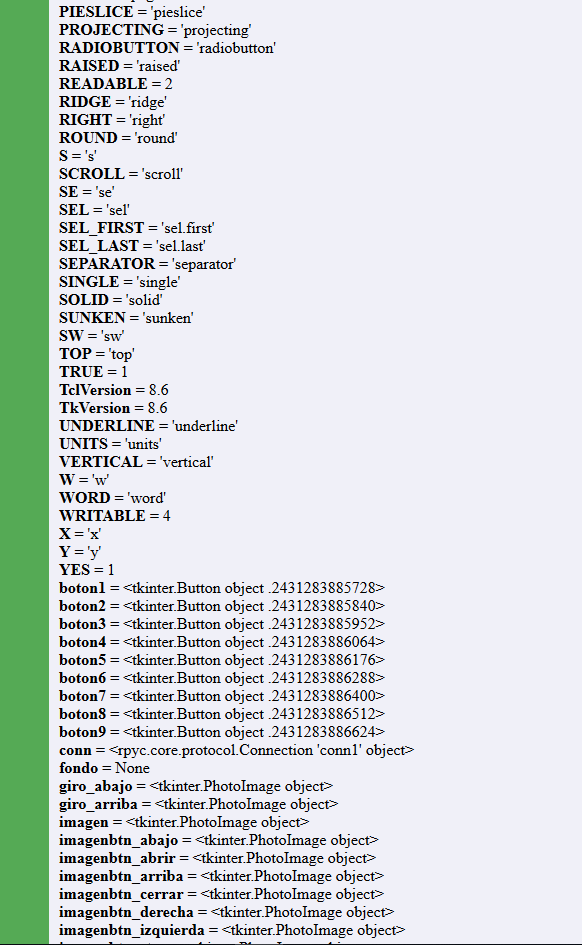 PIESLICE = 'pieslice'
PROJECTING = 'projecting'
RADIOBUTTON = 'radiobutton'
RAISED = 'raised'
READABLE = 2
RIDGE = 'ridge'
RIGHT = 'right'
ROUND = 'round'
S = 's'
SCROLL = 'scroll'
SE = 'se'
SEL = 'sel'
SEL_FIRST = 'sel.first'
SEL_LAST = 'sel.last'
SEPARATOR = 'separator'
SINGLE = 'single'
SOLID = 'solid'
SUNKEN = 'sunken'
SW = 'sw'
TOP = 'top'
TRUE = 1
TclVersion = 8.6
TkVersion = 8.6
UNDERLINE = 'underline'
UNITS = 'units'
VERTICAL = 'vertical'
W = 'w'
WORD = 'word'
WRITABLE = 4
X = 'x'
Y = 'y'
YES = 1
boton1 = <tkinter.Button object .2431283885728>
boton2 = <tkinter.Button object .2431283885840>
boton3 = <tkinter.Button object .2431283885952>
boton4 = <tkinter.Button object .2431283886064>
boton5 = <tkinter.Button object .2431283886176>
boton6 = <tkinter.Button object .2431283886288>
boton7 = <tkinter.Button object .2431283886400>
boton8 = <tkinter.Button object .2431283886512>
boton9 = <tkinter.Button object .2431283886624>
conn = <rpyc.core.protocol.Connection 'conn1' object>
fondo = None
giro_abajo = <tkinter.PhotoImage object>
giro_arriba = <tkinter.PhotoImage object>
imagen = <tkinter.PhotoImage object>
imagenbtn_abajo = <tkinter.PhotoImage object>
imagenbtn_abrir = <tkinter.PhotoImage object>
imagenbtn_arriba = <tkinter.PhotoImage object>
imagenbtn_cerrar = <tkinter.PhotoImage object>
imagenbtn_derecha = <tkinter.PhotoImage object>
imagenbtn_izquierda = <tkinter.PhotoImage object>